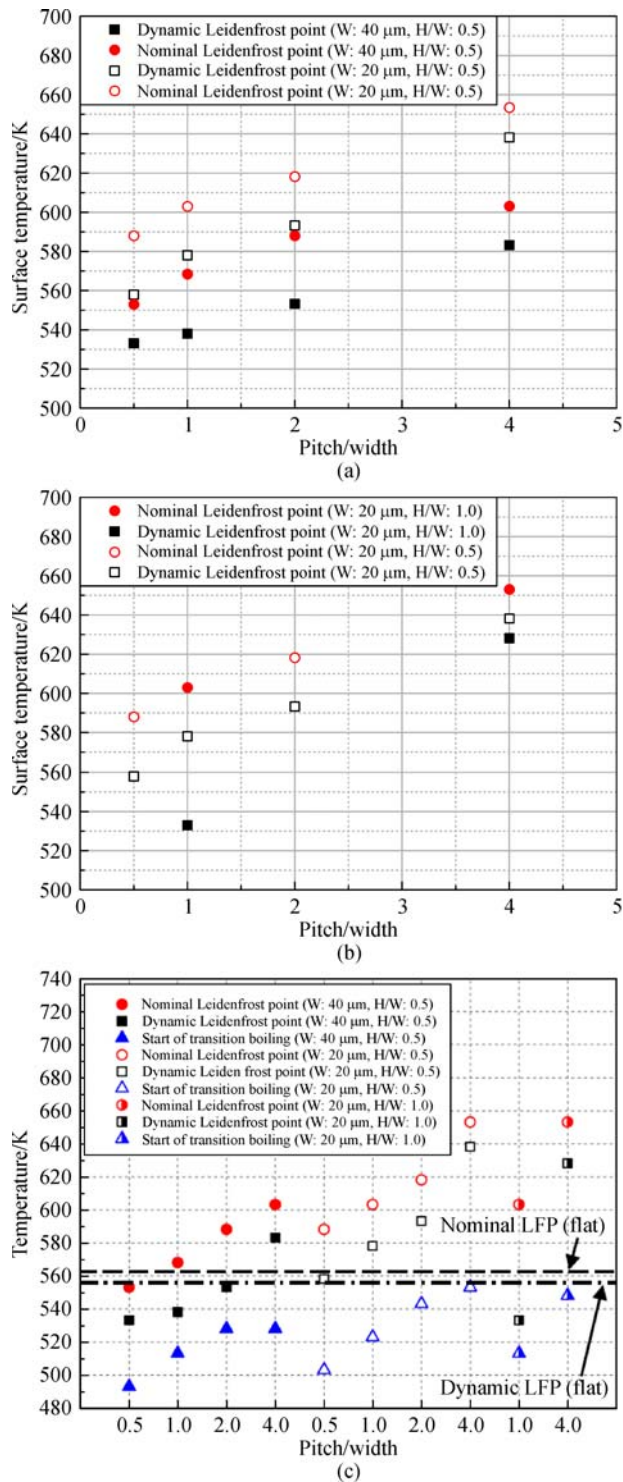 700
680
660
640
620
600
580
560
540
520
500
Surface temperature/K
Dynamic Leidenfrost point (W: 40 μm, H/W: 0.5)
Nominal Leidenfrost point (W: 40 μm, H/W: 0.5)
Dynamic Leidenfrost point (W: 20 μm, H/W: 0.5)
Nominal Leidenfrost point (W: 20 μm, H/W: 0.5)
0 1 2 3 4 5
Pitch/width
(a)
700
680
660
640
620
600
580
560
540
520
500
Surface temperature/K
Nominal Leidenfrost point (W: 20 μm, H/W: 1.0)
Dynamic Leidenfrost point (W: 20 μm, H/W: 1.0)
Nominal Leidenfrost point (W: 20 μm, H/W: 0.5)
Dynamic Leidenfrost point (W: 20 μm, H/W: 0.5)
0 1 2 3 4 5
Pitch/width
(b)
740
720
700
680
660
640
620
600
580
560
540
520
500
480
Temperature/K
Nominal Leidenfrost point (W: 40 μm, H/W: 0.5)
Dynamic Leidenfrost point (W: 40 μm, H/W: 0.5)
Start of transition boiling (W: 40 μm, H/W: 0.5)
Nominal Leidenfrost point (W: 20 μm, H/W: 0.5)
Dynamic Leiden frost point (W: 20 μm, H/W: 0.5)
Start of transition boiling (W: 20 μm, H/W: 0.5)
Nominal Leidenfrost point (W: 20 μm, H/W: 1.0)
Dynamic Leidenfrost point (W: 20 μm, H/W: 1.0)
Start of transition boiling (W: 20 μm, H/W: 1.0)
Nominal LFP (flat)
Dynamic LFP (flat)
0.5 1.0 2.0 4.0 0.5 1.0 2.0 4.0 1.0 4.0
Pitch/width
(c)